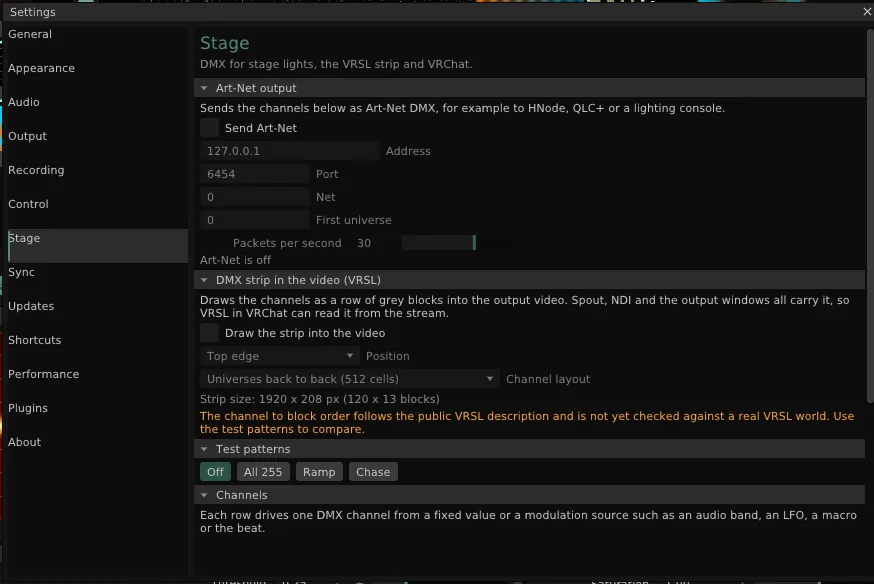 Settings
General
Appearance
Audio
Output
Recording
Control
Stage
Sync
Updates
Shortcuts
Performance
Plugins
About
Stage
DMX for stage lights, the VRSL strip and VRChat.
Art-Net output
Sends the channels below as Art-Net DMX, for example to HNode, QLC+ or a lighting console.
Send Art-Net
127.0.0.1 Address
6454 Port
0 Net
0 First universe
Packets per second 30
Art-Net is off
DMX strip in the video (VRSL)
Draws the channels as a row of grey blocks into the output video. Spout, NDI and the output windows all carry it, so
VRSL in VRChat can read it from the stream.
Draw the strip into the video
Top edge Position
Universes back to back (512 cells) Channel layout
Strip size: 1920 x 208 px (120 x 13 blocks)
The channel to block order follows the public VRSL description and is not yet checked against a real VRSL world. Use
the test patterns to compare.
Test patterns
Off All 255 Ramp Chase
Channels
Each row drives one DMX channel from a fixed value or a modulation source such as an audio band, an LFO, a macro
or the beat.